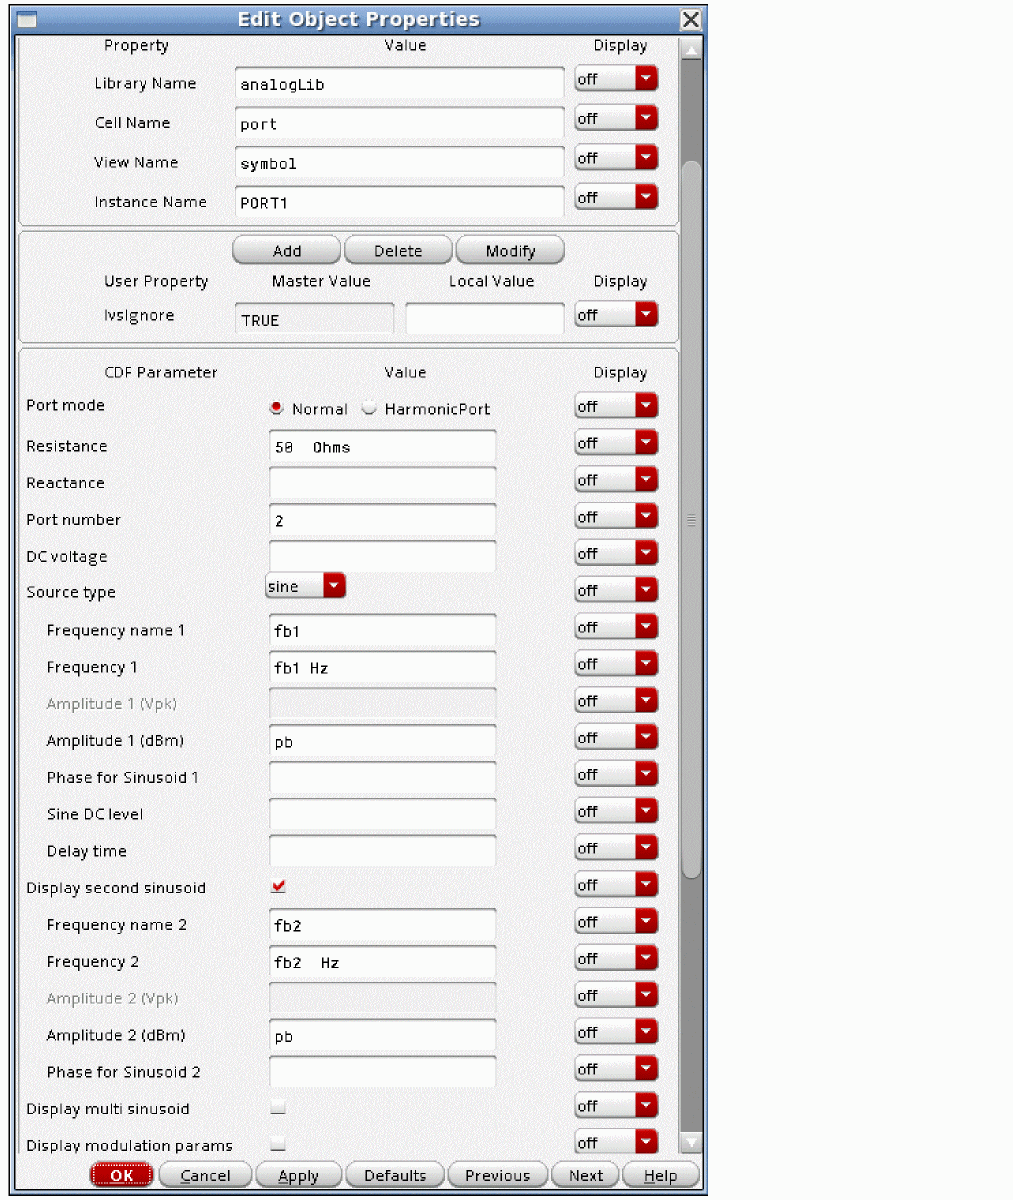 Edit Object Properties
Property Value Display
Library Name analogLib off
Cell Name port off
View Name symbol off
Instance Name PORT1 off
Add Delete Modify
User Property Master Value Local Value Display
lvsIgnore TRUE off
CDF Parameter Value Display
Port mode Normal HarmonicPort off
Resistance 50 Ohms off
Reactance off
Port number 2 off
DC voltage off
Source type sine off
Frequency name 1 fb1 off
Frequency 1 fb1 Hz off
Amplitude 1 (Vpk) off
Amplitude 1 (dBm) pb off
Phase for Sinusoid 1 off
Sine DC level off
Delay time off
Display second sinusoid off
Frequency name 2 fb2 off
Frequency 2 fb2 Hz off
Amplitude 2 (Vpk) off
Amplitude 2 (dBm) pb off
Phase for Sinusoid 2 off
Display multi sinusoid off
Display modulation params off
OK Cancel Apply Defaults Previous Next Help